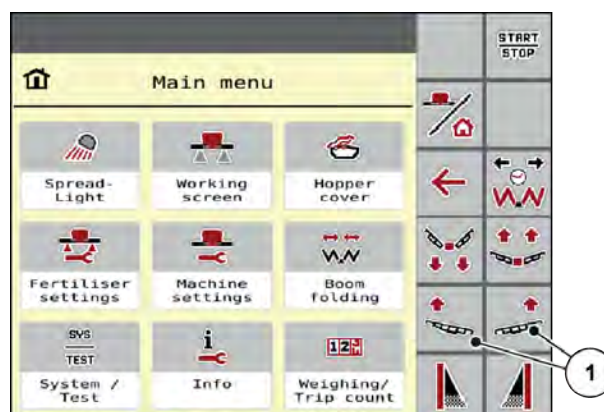 START
STOP
Main menu
Spread-
Light
Working
screen
Hopper
cover
Fertiliser
settings
Machine
settings
Boom
folding
SYS
TEST
System /
Test
i
Info
123
Weighing/
Trip count
1